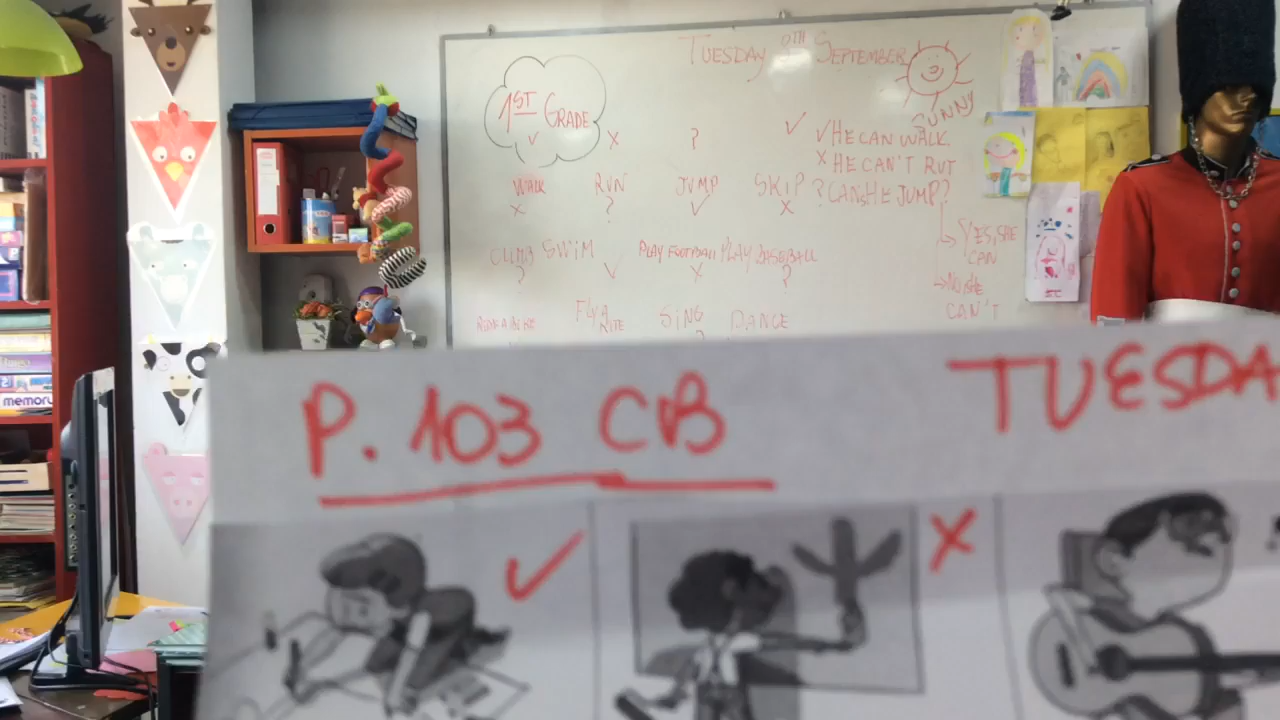 TUESDAY 9TH SEPTEMBER
SUNNY
1ST GRADE
✓ X ? ✓
WALK RUN JUMP SKIP
X ? ✓ X
CLIMB SWIM PLAY FOOTBALL PLAY BASEBALL
? ✓ X ?
RIDE A BIKE FLY A KITE SING DANCE
?
✓ HE CAN WALK
X HE CAN'T RUT
? CAN SHE JUMP?
→ YES, SHE
CAN
→ NO, SHE
CAN'T
memory
P. 103 CB
TUESDA
✓ X